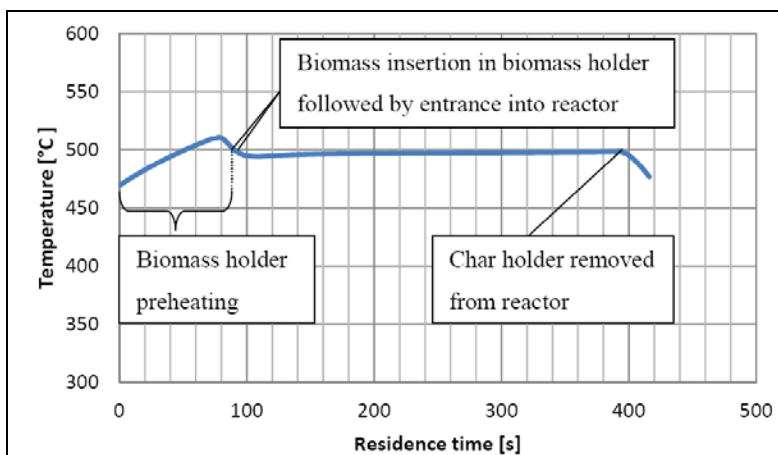 600
550
500
450
400
350
300
Temperature [°C]
Biomass insertion in biomass holder
followed by entrance into reactor
Biomass holder
preheating
Char holder removed
from reactor
0
100
200
300
400
500
Residence time [s]